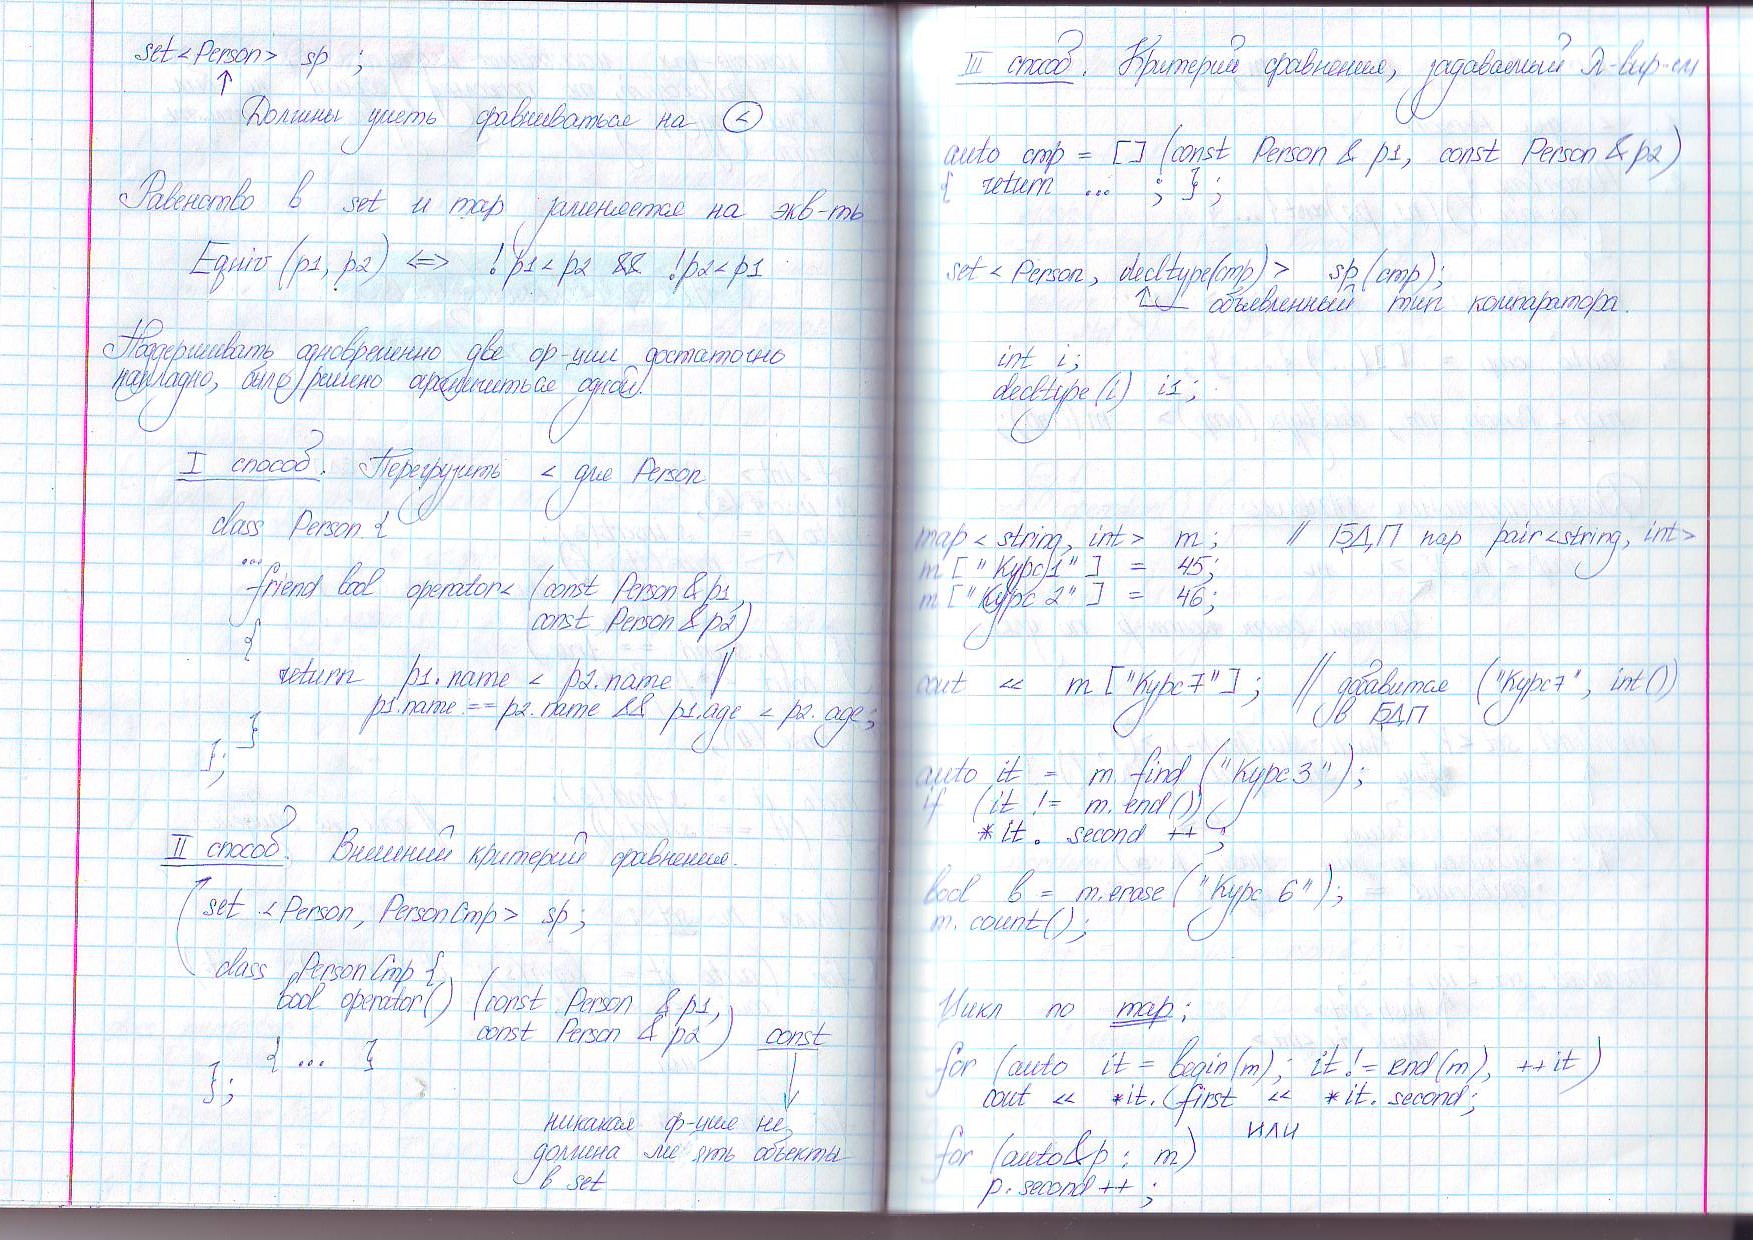 set<Person> sp ;
↑
Должны уметь сравниваться на <
Равенство в set и map заменяется на экв-ть
Equiv (p1, p2) <=> !p1<p2 && !p2<p1
Поддерживать одновременно две ор-ции достаточно
накладно, было решено ограничиться одной.
I способ. Перегрузить < для Person
class Person {
...
friend bool operator< (const Person & p1,
const Person & p2)
{
return p1.name < p2.name ||
p1.name == p2.name && p1.age < p2.age;
}
};
II способ. Внешний критерий сравнения.
set <Person, PersonCmp> sp;
class PersonCmp {
bool operator() (const Person & p1,
const Person & p2) const
{ ... }
};
никакая ф-ция не
должна менять объекты
в set
III способ. Критерий сравнения, задаваемый λ-выр-ем
auto cmp = [] (const Person & p1, const Person & p2)
{ return ... ; } ;
set < Person, decltype(cmp) > sp(cmp);
объявленный тип компаратора.
int i;
decltype(i) i1;
map < string, int > m ; // БДП пар pair<string, int>
m ["Курс 1"] = 45;
m ["Курс 2"] = 46;
cout << m ["Курс7"] ; // добавится ("Курс7", int())
в БДП
auto it = m.find ("Курс3");
if (it != m.end())
*it. second ++ ;
bool в = m.erase ("Курс 6");
m.count();
Цикл по map;
for (auto it = begin(m); it != end(m), ++it)
cout << *it. first << *it. second;
или
for (auto & p : m)
p. second ++ ;